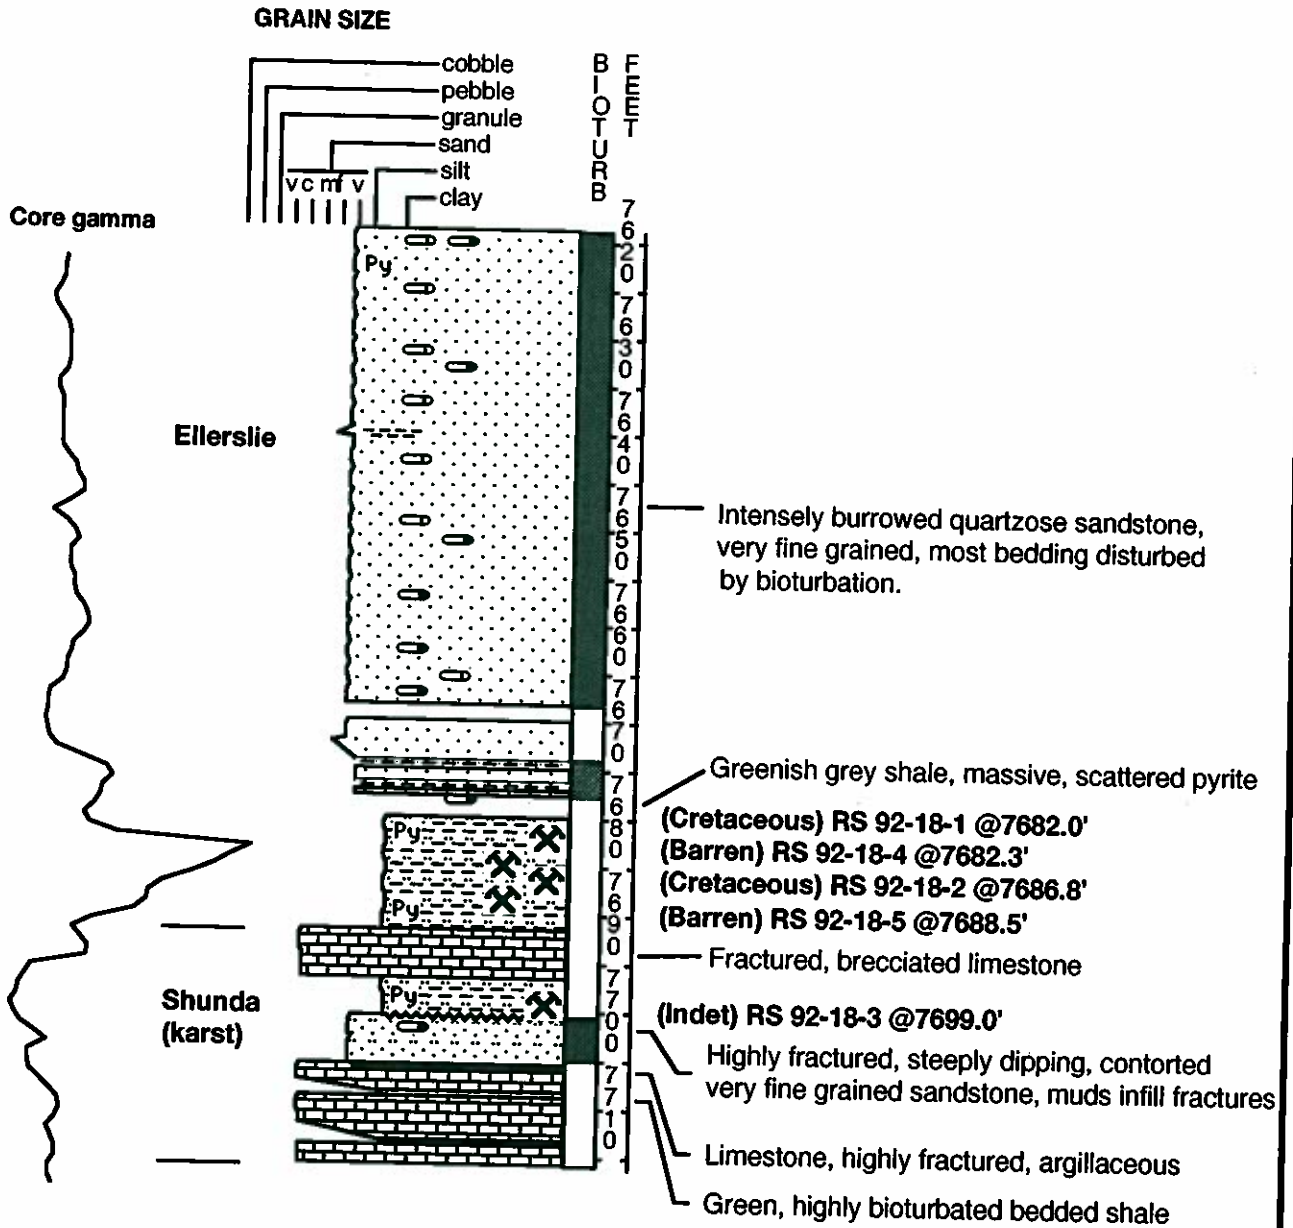 GRAIN SIZE
cobble
pebble
granule
sand
silt
clay
v c m f v
BIOTURB
FEET
Core gamma
7620
7630
7640
7650
7660
7670
7680
7690
7700
7710
Py
Ellerslie
Intensely burrowed quartzose sandstone,
very fine grained, most bedding disturbed
by bioturbation.
Greenish grey shale, massive, scattered pyrite
(Cretaceous) RS 92-18-1 @7682.0'
(Barren) RS 92-18-4 @7682.3'
(Cretaceous) RS 92-18-2 @7686.8'
(Barren) RS 92-18-5 @7688.5'
Py
Py
Fractured, brecciated limestone
Shunda
(karst)
Py
(Indet) RS 92-18-3 @7699.0'
Highly fractured, steeply dipping, contorted
very fine grained sandstone, muds infill fractures
Limestone, highly fractured, argillaceous
Green, highly bioturbated bedded shale